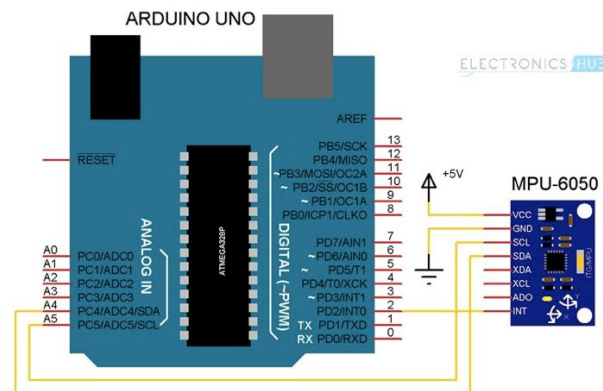 ARDUINO UNO
ELECTRONICS HUB
AREF
RESET
PB5/SCK 13
PB4/MISO 12
~PB3/MOSI/OC2A 11
~ PB2/SS/OC1B 10
~ PB1/OC1A 9
PB0/ICP1/CLKO 8
PD7/AIN1 7
~ PD6/AIN0 6
~ PD5/T1 5
PD4/T0/XCK 4
~ PD3/INT1 3
PD2/INT0 2
TX PD1/TXD 1
RX PD0/RXD 0
ATMEGA328P
DIGITAL (~PWM)
ANALOG IN
A0 PC0/ADC0
A1 PC1/ADC1
A2 PC2/ADC2
A3 PC3/ADC3
A4 PC4/ADC4/SDA
A5 PC5/ADC5/SCL
+5V
MPU-6050
VCC
GND
SCL
SDA
XDA
XCL
ADO
INT
ITG/MPU
X